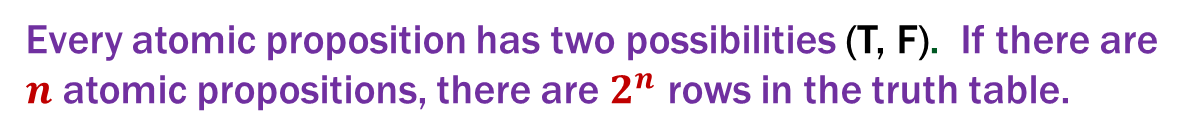 Every atomic proposition has two possibilities (T, F).  If there are
n atomic propositions, there are 2ⁿ rows in the truth table.